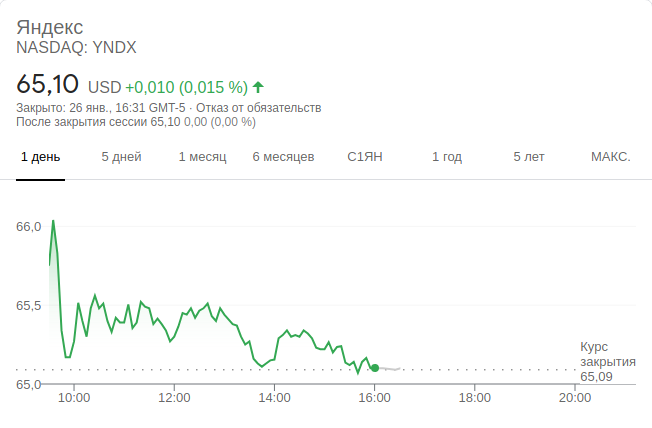 Яндекс
NASDAQ: YNDX
65,10 USD +0,010 (0,015 %)
Закрыто: 26 янв., 16:31 GMT-5 · Отказ от обязательств
После закрытия сессии 65,10 0,00 (0,00 %)
1 день 5 дней 1 месяц 6 месяцев С1ЯН 1 год 5 лет МАКС.
66,0
65,5
Курс
закрытия
65,09
65,0
10:00 12:00 14:00 16:00 18:00 20:00